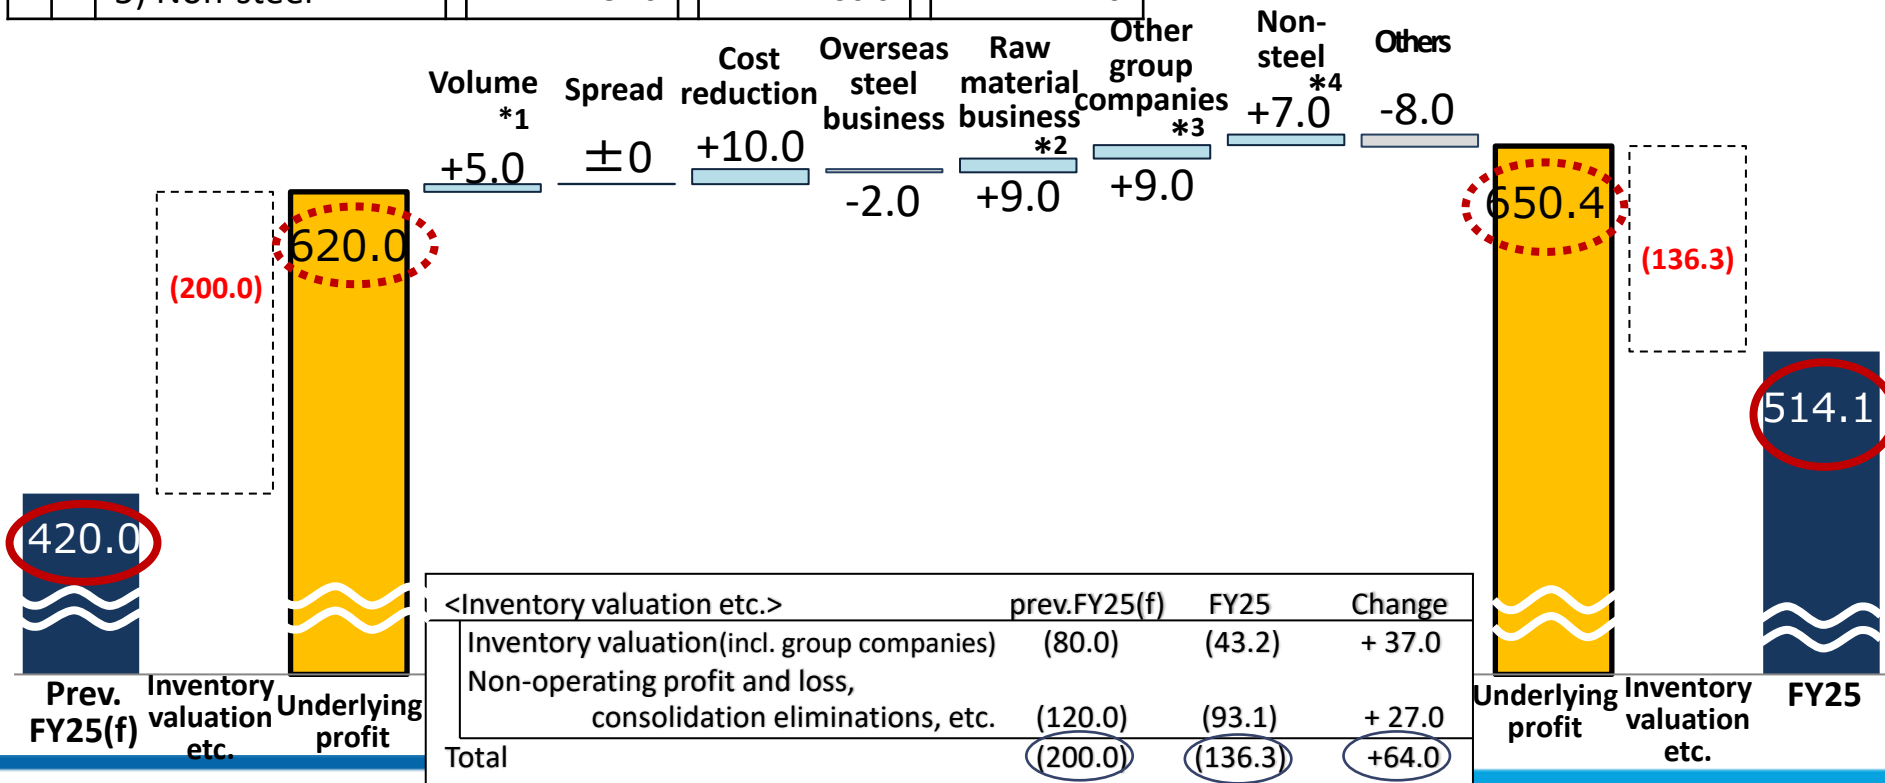 3) Non-steel
Volume
*1
+5.0
Spread
±0
Cost
reduction
+10.0
Overseas
steel
business
-2.0
Raw
material
business
*2
+9.0
Other
group
companies
*3
+9.0
Non-
steel
*4
+7.0
Others
-8.0
(200.0)
620.0
420.0
650.4
(136.3)
514.1
<Inventory valuation etc.> prev.FY25(f) FY25 Change
Inventory valuation(incl. group companies) (80.0) (43.2) + 37.0
Non-operating profit and loss,
consolidation eliminations, etc. (120.0) (93.1) + 27.0
Total (200.0) (136.3) +64.0
Prev.
FY25(f)
Inventory
valuation
etc.
Underlying
profit
Underlying
profit
Inventory
valuation
etc.
FY25